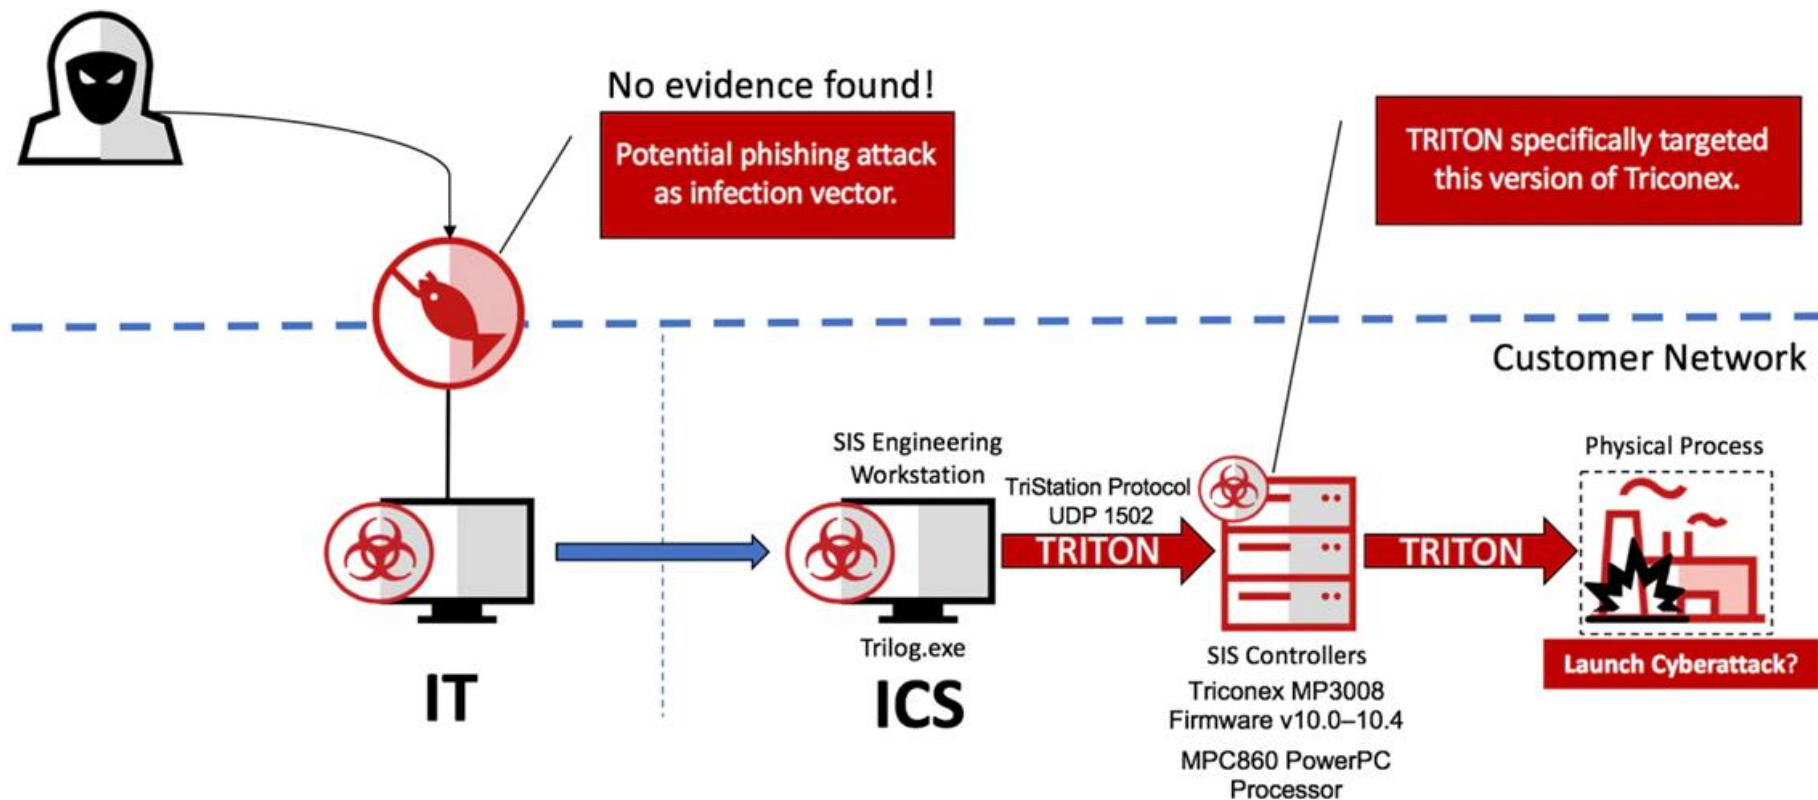 No evidence found!
Potential phishing attack
as infection vector.
TRITON specifically targeted
this version of Triconex.
Customer Network
SIS Engineering
Workstation
TriStation Protocol
UDP 1502
TRITON
TRITON
Physical Process
Trilog.exe
IT
ICS
SIS Controllers
Triconex MP3008
Firmware v10.0–10.4
MPC860 PowerPC
Processor
Launch Cyberattack?